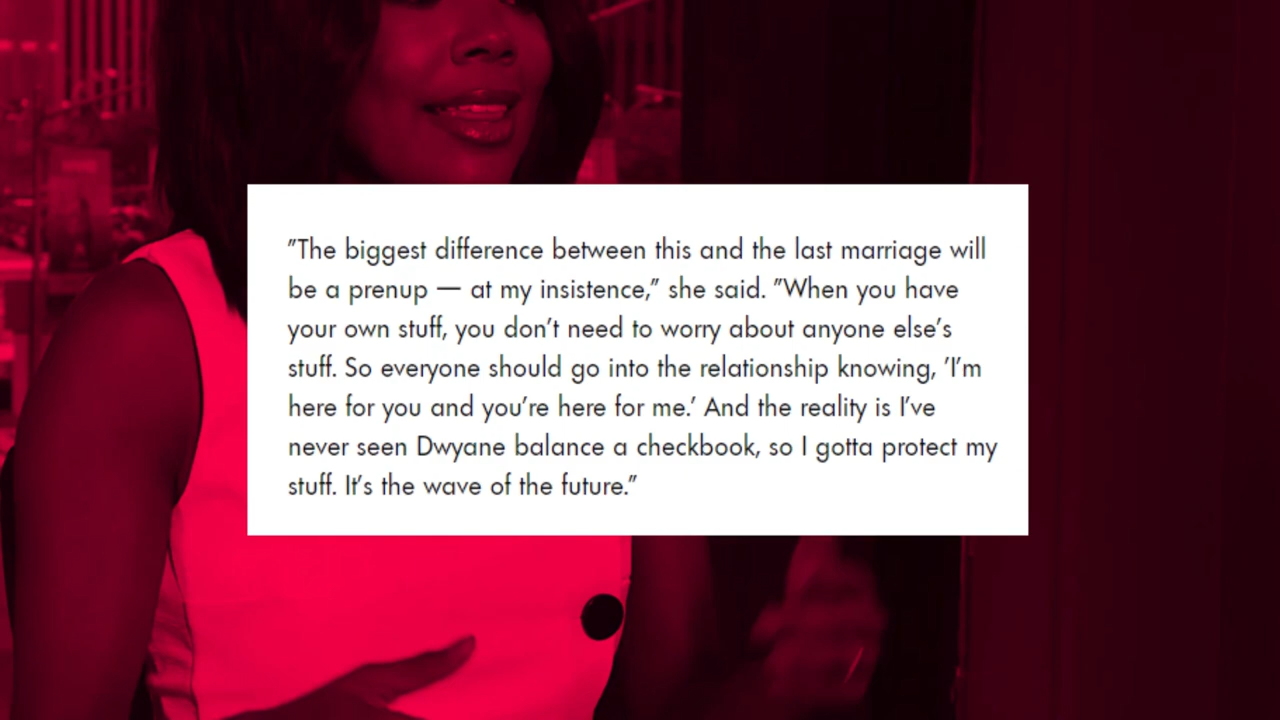 "The biggest difference between this and the last marriage will
be a prenup — at my insistence," she said. "When you have
your own stuff, you don't need to worry about anyone else's
stuff. So everyone should go into the relationship knowing, 'I'm
here for you and you're here for me.' And the reality is I've
never seen Dwyane balance a checkbook, so I gotta protect my
stuff. It's the wave of the future."